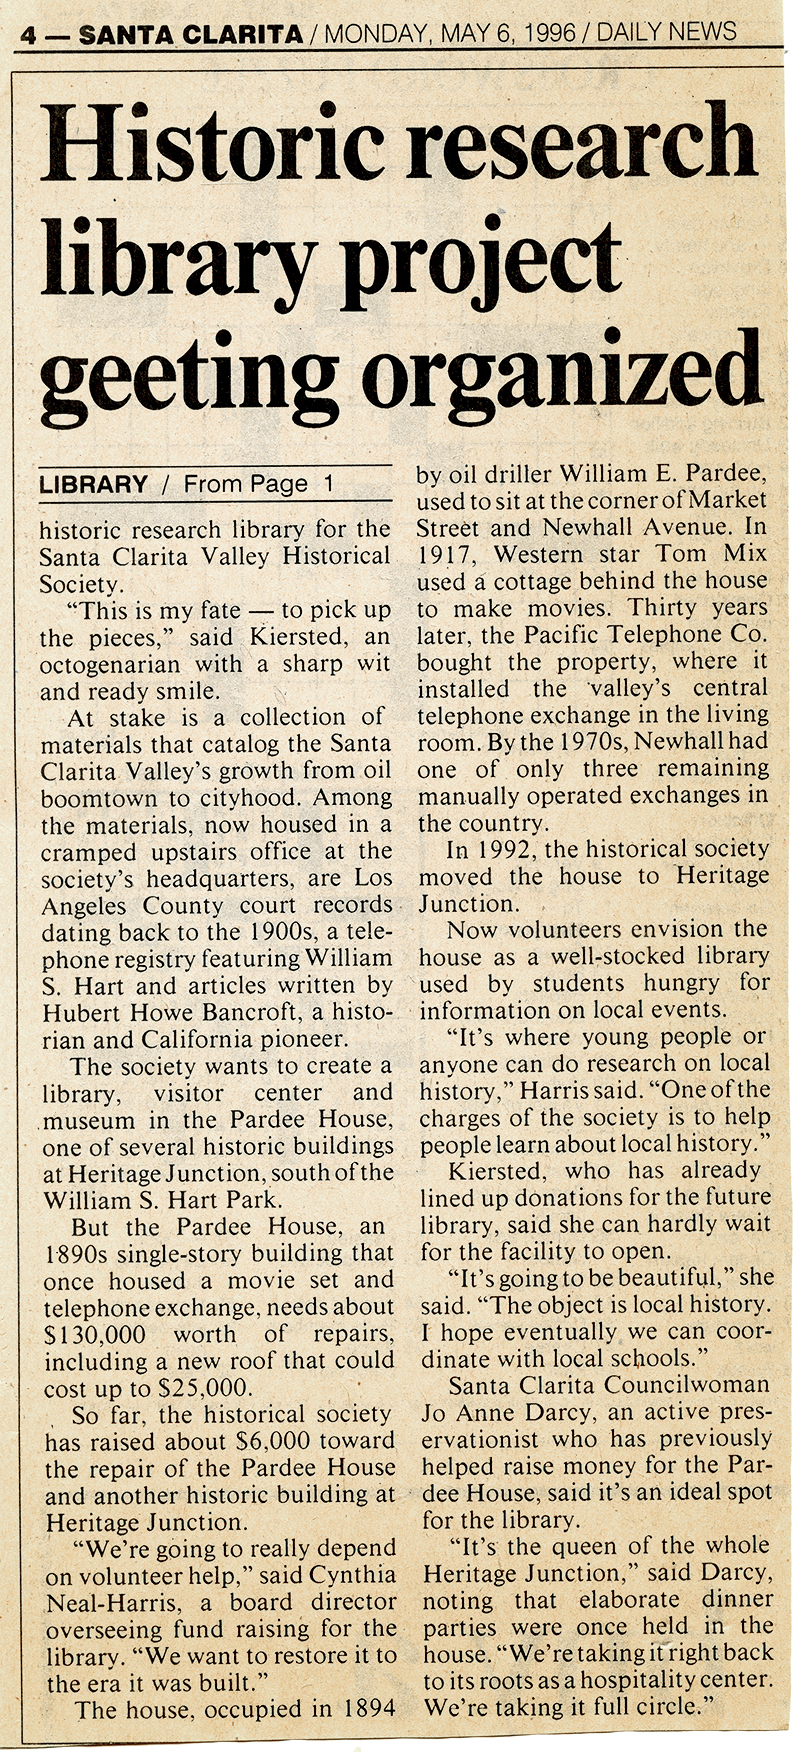 4 — SANTA CLARITA / MONDAY, MAY 6, 1996 / DAILY NEWS
Historic research
library project
geeting organized
LIBRARY / From Page 1
historic research library for the
Santa Clarita Valley Historical
Society.
“This is my fate — to pick up
the pieces,” said Kiersted, an
octogenarian with a sharp wit
and ready smile.
At stake is a collection of
materials that catalog the Santa
Clarita Valley’s growth from oil
boomtown to cityhood. Among
the materials, now housed in a
cramped upstairs office at the
society’s headquarters, are Los
Angeles County court records
dating back to the 1900s, a tele-
phone registry featuring William
S. Hart and articles written by
Hubert Howe Bancroft, a histo-
rian and California pioneer.
The society wants to create a
library, visitor center and
museum in the Pardee House,
one of several historic buildings
at Heritage Junction, south of the
William S. Hart Park.
But the Pardee House, an
1890s single-story building that
once housed a movie set and
telephone exchange, needs about
$130,000 worth of repairs,
including a new roof that could
cost up to $25,000.
So far, the historical society
has raised about $6,000 toward
the repair of the Pardee House
and another historic building at
Heritage Junction.
“We’re going to really depend
on volunteer help,” said Cynthia
Neal-Harris, a board director
overseeing fund raising for the
library. “We want to restore it to
the era it was built.”
The house, occupied in 1894
by oil driller William E. Pardee,
used to sit at the corner of Market
Street and Newhall Avenue. In
1917, Western star Tom Mix
used a cottage behind the house
to make movies. Thirty years
later, the Pacific Telephone Co.
bought the property, where it
installed the valley’s central
telephone exchange in the living
room. By the 1970s, Newhall had
one of only three remaining
manually operated exchanges in
the country.
In 1992, the historical society
moved the house to Heritage
Junction.
Now volunteers envision the
house as a well-stocked library
used by students hungry for
information on local events.
“It’s where young people or
anyone can do research on local
history,” Harris said. “One of the
charges of the society is to help
people learn about local history.”
Kiersted, who has already
lined up donations for the future
library, said she can hardly wait
for the facility to open.
“It’s going to be beautiful,” she
said. “The object is local history.
I hope eventually we can coor-
dinate with local schools.”
Santa Clarita Councilwoman
Jo Anne Darcy, an active pres-
ervationist who has previously
helped raise money for the Par-
dee House, said it’s an ideal spot
for the library.
“It’s the queen of the whole
Heritage Junction,” said Darcy,
noting that elaborate dinner
parties were once held in the
house. “We’re taking it right back
to its roots as a hospitality center.
We’re taking it full circle.”